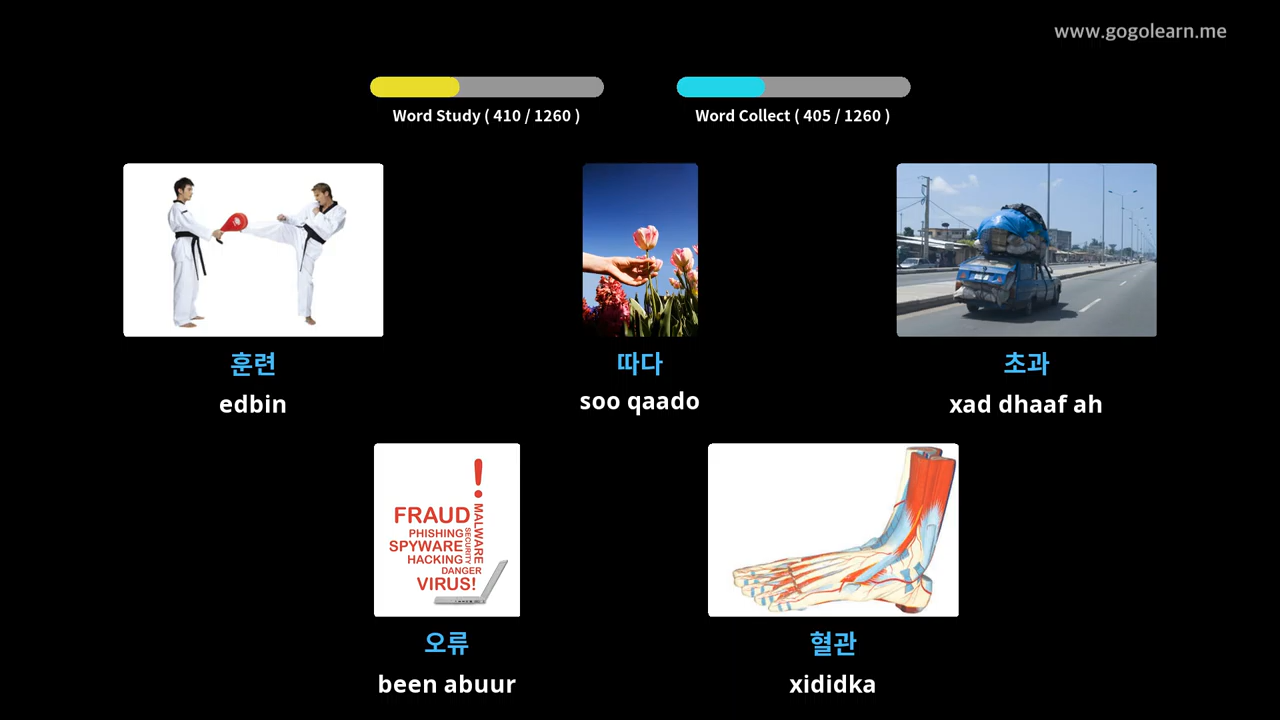 www.gogolearn.me
Word Study ( 410 / 1260 )
Word Collect ( 405 / 1260 )
훈련
edbin
따다
soo qaado
초과
xad dhaaf ah
!
FRAUD
PHISHING
SPYWARE
HACKING
DANGER
VIRUS!
MALWARE
SECURITY
오류
been abuur
혈관
xididka